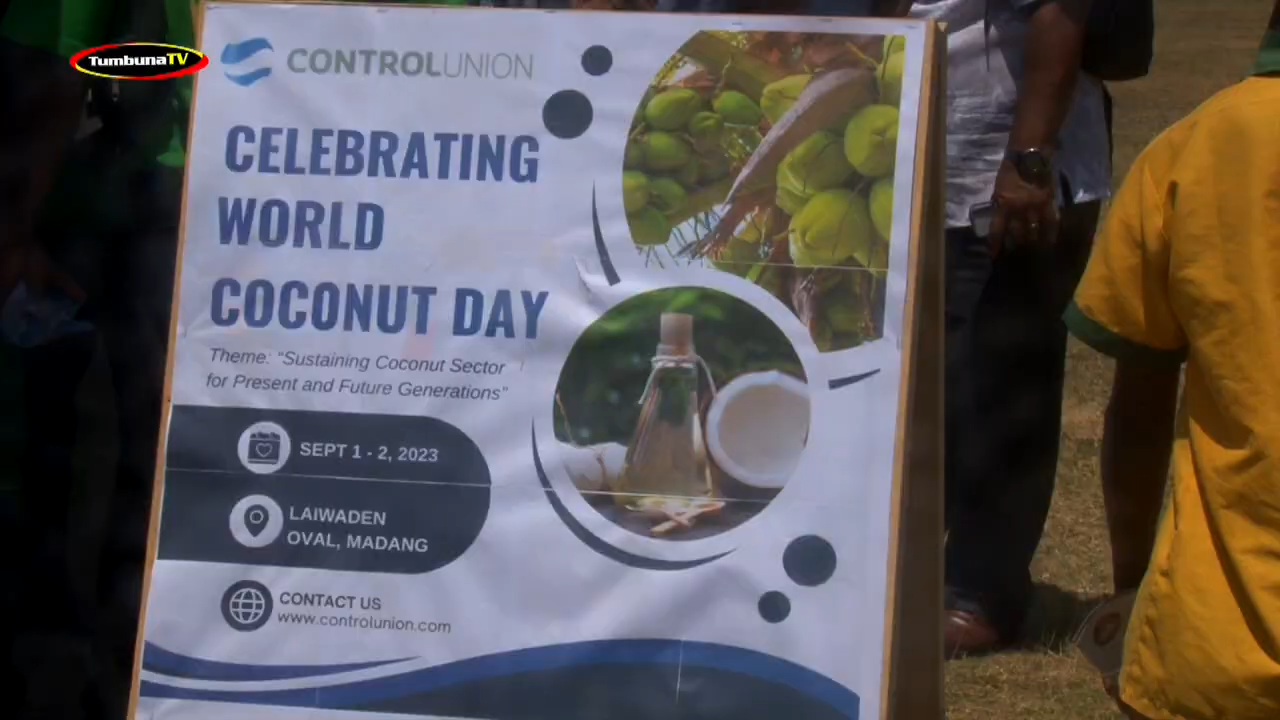 TumbunaTV
CONTROLUNION
CELEBRATING
WORLD
COCONUT DAY
Theme: "Sustaining Coconut Sector
for Present and Future Generations"
SEPT 1 - 2, 2023
LAIWADEN
OVAL, MADANG
CONTACT US
www.controlunion.com